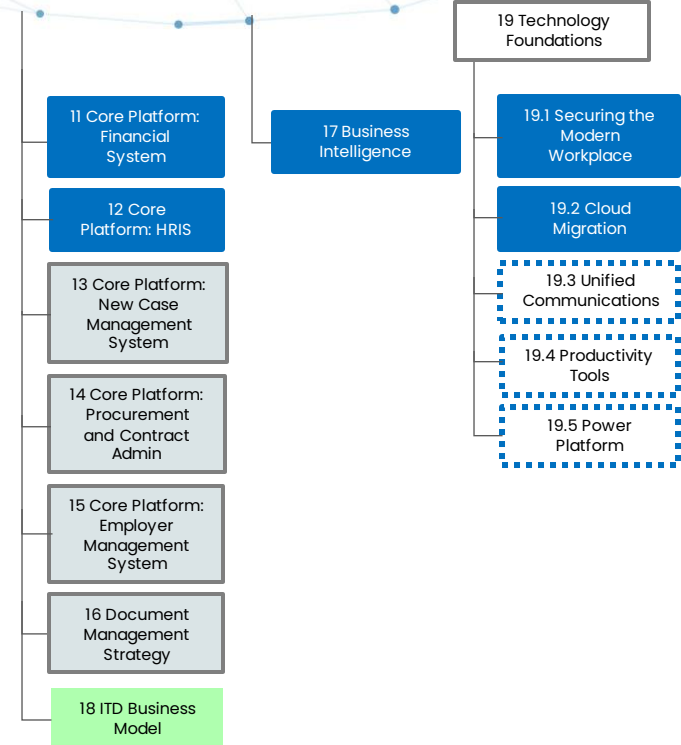 11 Core Platform:
Financial
System
12 Core
Platform: HRIS
13 Core Platform:
New Case
Management
System
14 Core Platform:
Procurement
and Contract
Admin
15 Core Platform:
Employer
Management
System
16 Document
Management
Strategy
18 ITD Business
Model
17 Business
Intelligence
19 Technology
Foundations
19.1 Securing the
Modern
Workplace
19.2 Cloud
Migration
19.3 Unified
Communications
19.4 Productivity
Tools
19.5 Power
Platform